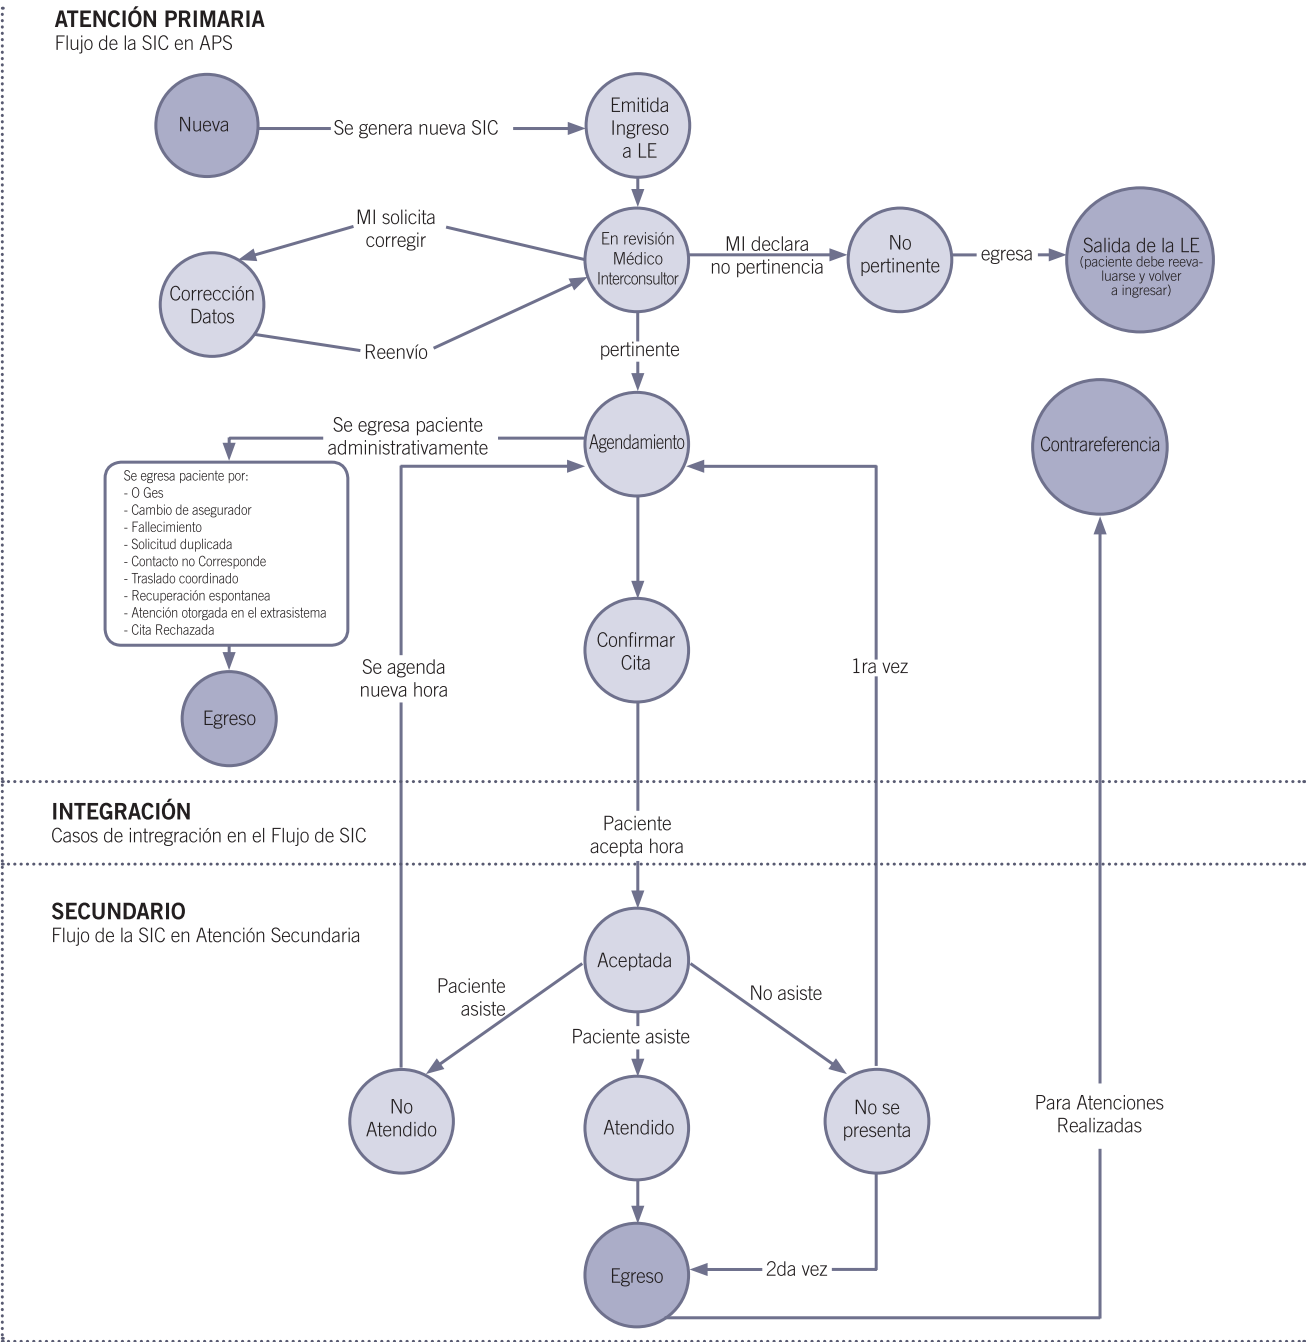 ATENCIÓN PRIMARIA
Flujo de la SIC en APS
Nueva
Se genera nueva SIC
Emitida
Ingreso
a LE
MI solicita
corregir
En revisión
Médico
Interconsultor
MI declara
no pertinencia
No
pertinente
egresa
Salida de la LE
(paciente debe reeva-
luarse y volver
a ingresar)
Corrección
Datos
Reenvío
pertinente
Se egresa paciente
administrativamente
Agendamiento
Contrareferencia
Se egresa paciente por:
- O Ges
- Cambio de asegurador
- Fallecimiento
- Solicitud duplicada
- Contacto no Corresponde
- Traslado coordinado
- Recuperación espontanea
- Atención otorgada en el extrasistema
- Cita Rechazada
Confirmar
Cita
Se agenda
nueva hora
1ra vez
Egreso
INTEGRACIÓN
Casos de intregración en el Flujo de SIC
Paciente
acepta hora
SECUNDARIO
Flujo de la SIC en Atención Secundaria
Aceptada
Paciente
asiste
No asiste
Paciente asiste
No
Atendido
Atendido
No se
presenta
Para Atenciones
Realizadas
Egreso
2da vez